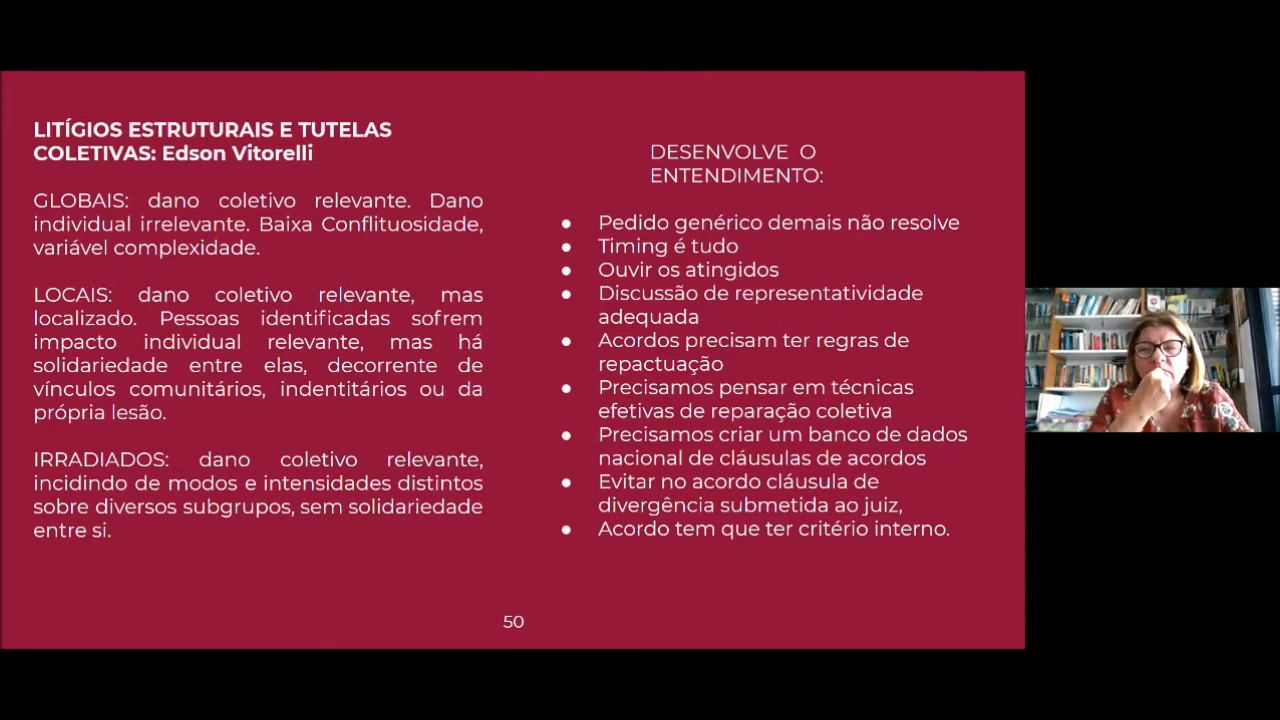 LITÍGIOS ESTRUTURAIS E TUTELAS
COLETIVAS: Edson Vitorelli
GLOBAIS: dano coletivo relevante. Dano
individual irrelevante. Baixa Conflituosidade,
variável complexidade.
LOCAIS: dano coletivo relevante, mas
localizado. Pessoas identificadas sofrem
impacto individual relevante, mas há
solidariedade entre elas, decorrente de
vínculos comunitários, indentitários ou da
própria lesão.
IRRADIADOS: dano coletivo relevante,
incidindo de modos e intensidades distintos
sobre diversos subgrupos, sem solidariedade
entre si.
DESENVOLVE O
ENTENDIMENTO:
● Pedido genérico demais não resolve
● Timing é tudo
● Ouvir os atingidos
● Discussão de representatividade
adequada
● Acordos precisam ter regras de
repactuação
● Precisamos pensar em técnicas
efetivas de reparação coletiva
● Precisamos criar um banco de dados
nacional de cláusulas de acordos
● Evitar no acordo cláusula de
divergência submetida ao juiz,
● Acordo tem que ter critério interno.
50